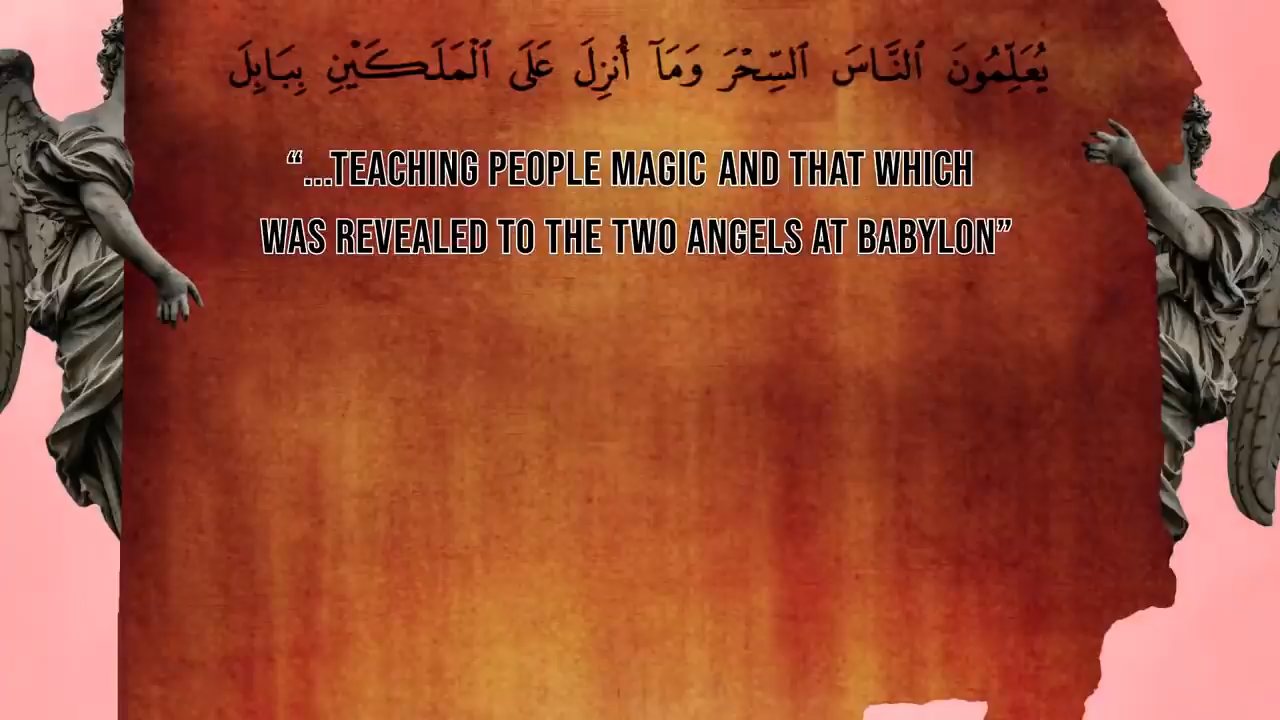 يُعَلِّمُونَ ٱلنَّاسَ ٱلسِّحْرَ وَمَآ أُنزِلَ عَلَى ٱلْمَلَكَيْنِ بِبَابِلَ
“...TEACHING PEOPLE MAGIC AND THAT WHICH
WAS REVEALED TO THE TWO ANGELS AT BABYLON”